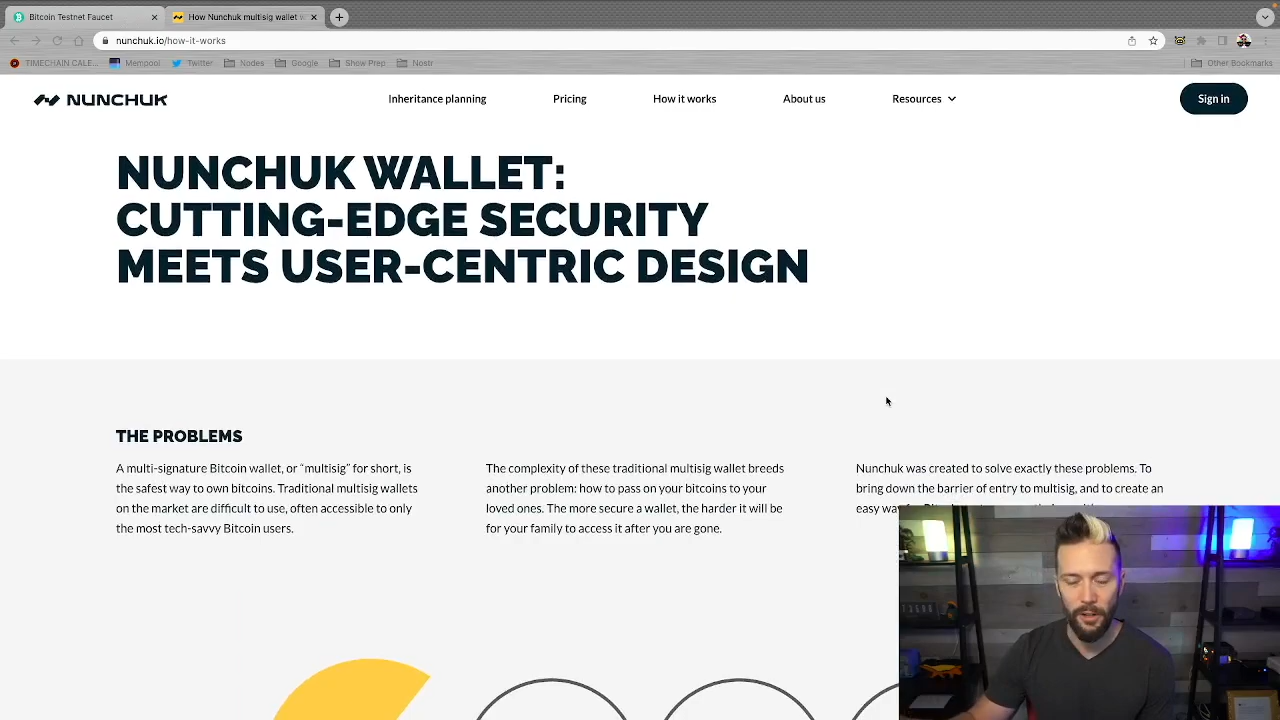 Bitcoin Testnet Faucet
How Nunchuk multisig wallet w
nunchuk.io/how-it-works
TIMECHAIN CALE...
Mempool
Twitter
Nodes
Google
Show Prep
Nostr
Other Bookmarks
NUNCHUK
Inheritance planning
Pricing
How it works
About us
Resources
Sign in
NUNCHUK WALLET:
CUTTING-EDGE SECURITY
MEETS USER-CENTRIC DESIGN
THE PROBLEMS
A multi-signature Bitcoin wallet, or “multisig” for short, is
the safest way to own bitcoins. Traditional multisig wallets
on the market are difficult to use, often accessible to only
the most tech-savvy Bitcoin users.
The complexity of these traditional multisig wallet breeds
another problem: how to pass on your bitcoins to your
loved ones. The more secure a wallet, the harder it will be
for your family to access it after you are gone.
Nunchuk was created to solve exactly these problems. To
bring down the barrier of entry to multisig, and to create an
easy